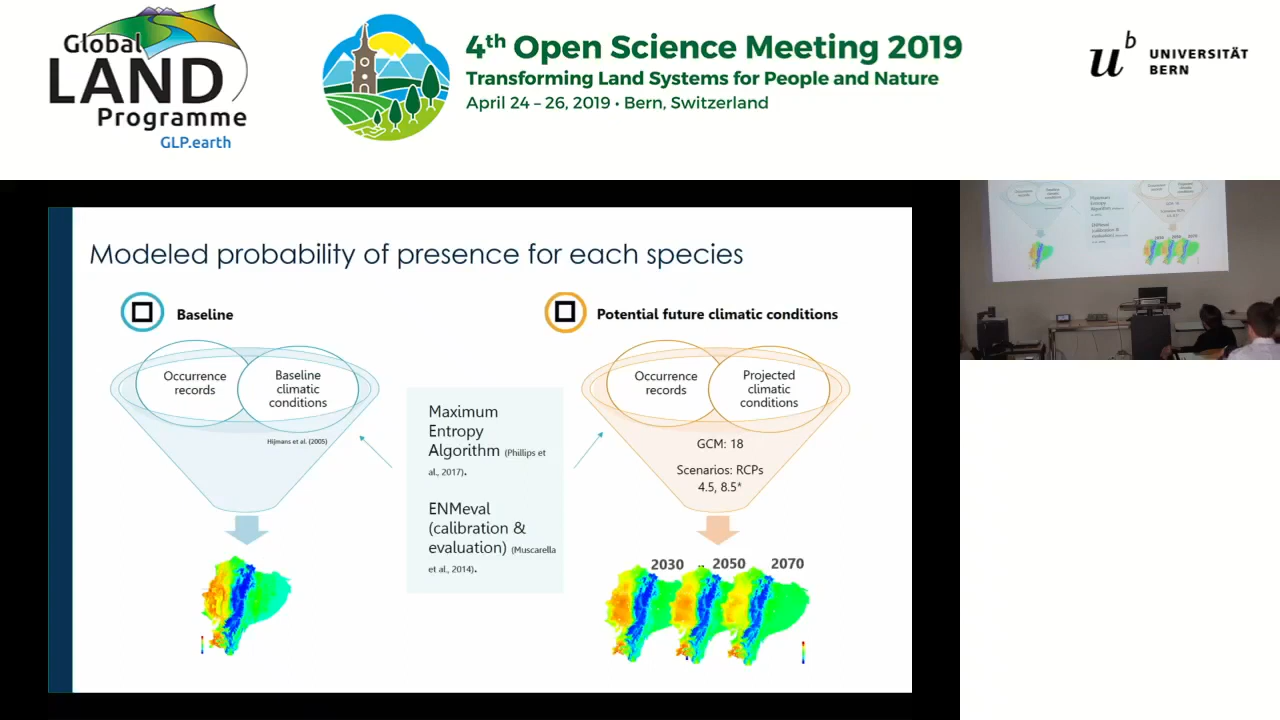 Global
LAND
Programme
GLP.earth
4th Open Science Meeting 2019
Transforming Land Systems for People and Nature
April 24 – 26, 2019 • Bern, Switzerland
u b
UNIVERSITÄT
BERN
Modeled probability of presence for each species
Baseline
Potential future climatic conditions
Occurrence
records
Baseline
climatic
conditions
Hijmans et al. (2005)
Maximum
Entropy
Algorithm (Phillips et
al., 2017).
ENMeval
(calibration &
evaluation) (Muscarella
et al., 2014).
Occurrence
records
Projected
climatic
conditions
GCM: 18
Scenarios: RCPs
4.5, 8.5*
2030 .. 2050 2070